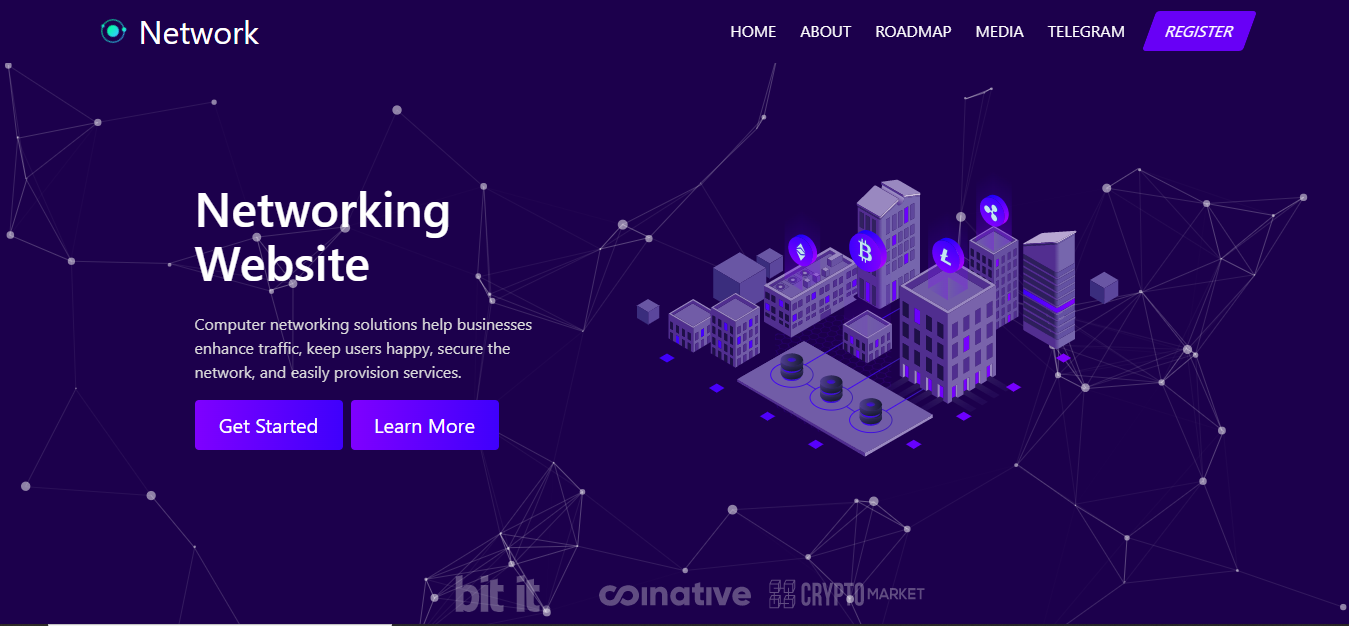 Network
HOME ABOUT ROADMAP MEDIA TELEGRAM REGISTER
Networking
Website
Computer networking solutions help businesses
enhance traffic, keep users happy, secure the
network, and easily provision services.
Get Started Learn More
bit it coinative CRYPTO MARKET